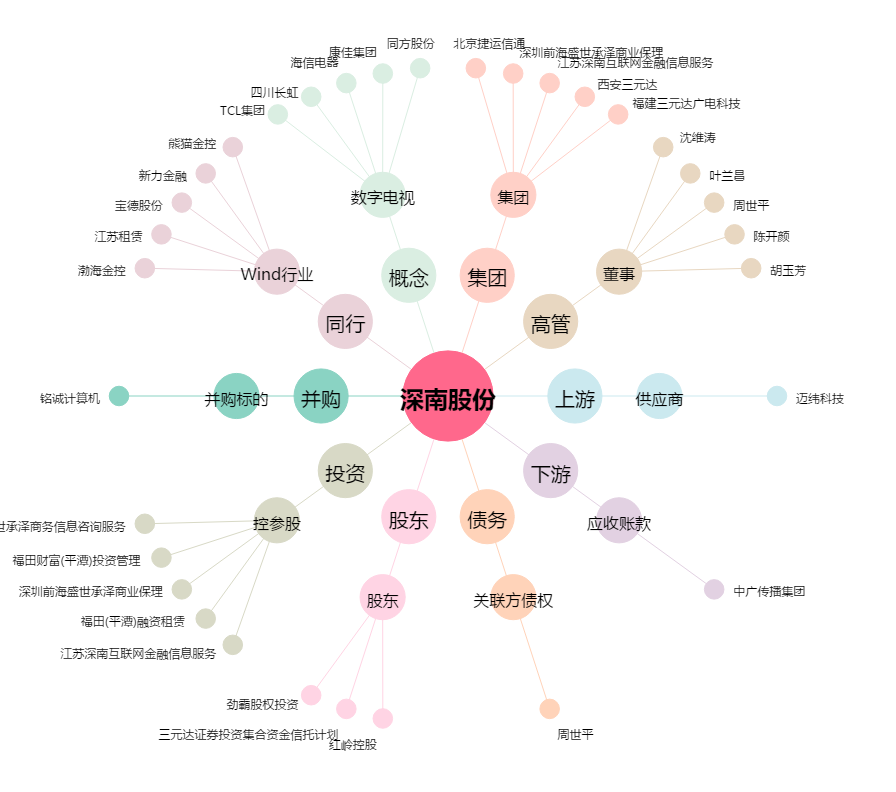 同方股份
北京捷运信通
康佳集团
深圳前海盛世承泽商业保理
海信电器
江苏深南互联网金融信息服务
四川长虹
西安三元达
TCL集团
福建三元达广电科技
熊猫金控
沈维涛
新力金融
叶兰昌
数字电视
集团
宝德股份
周世平
江苏租赁
陈开颜
渤海金控
胡玉芳
Wind行业
董事
概念
集团
同行
高管
铭诚计算机
并购标的
并购
深南股份
上游
供应商
迈纬科技
投资
下游
世承泽商务信息咨询服务
控参股
股东
债务
应收账款
福田财富(平潭)投资管理
深圳前海盛世承泽商业保理
中广传播集团
股东
关联方债权
福田(平潭)融资租赁
江苏深南互联网金融信息服务
劲霸股权投资
三元达证券投资集合资金信托计划
周世平
红岭控股